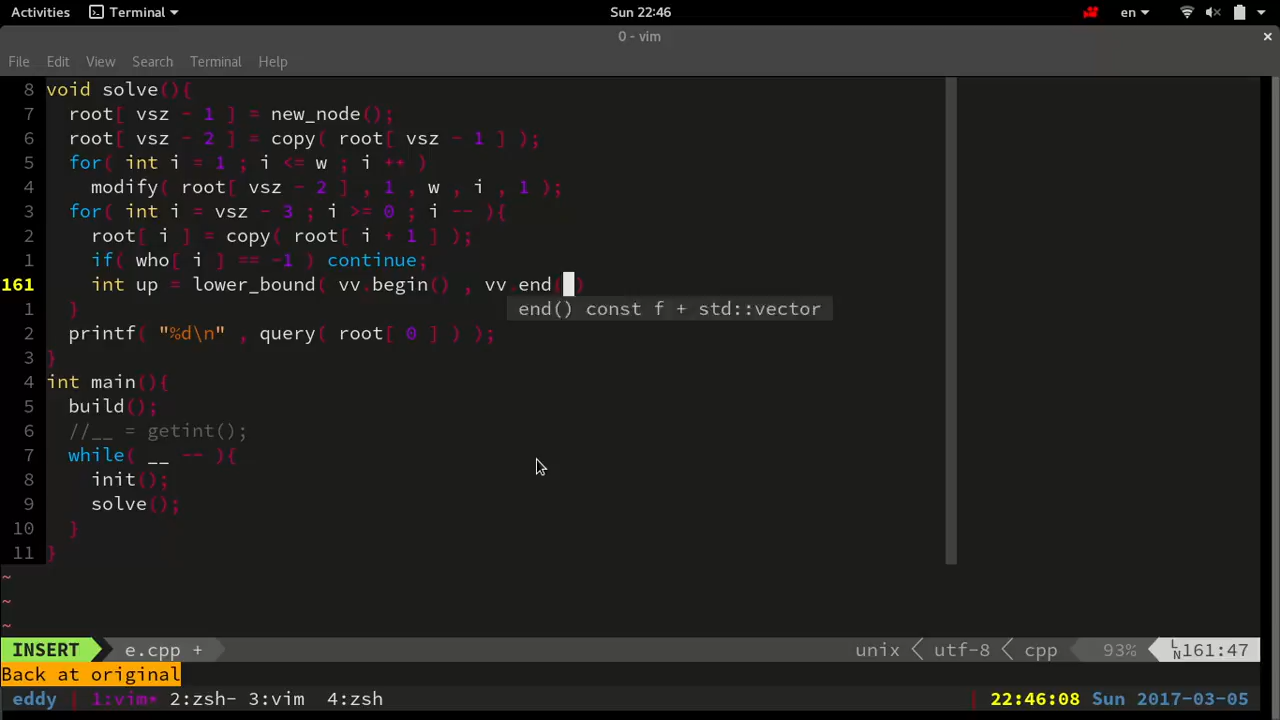 Activities Terminal Sun 22:46 en
0 - vim ×
File Edit View Search Terminal Help
8 void solve(){
7 root[ vsz - 1 ] = new_node();
6 root[ vsz - 2 ] = copy( root[ vsz - 1 ] );
5 for( int i = 1 ; i <= w ; i ++ )
4 modify( root[ vsz - 2 ] , 1 , w , i , 1 );
3 for( int i = vsz - 3 ; i >= 0 ; i -- ){
2 root[ i ] = copy( root[ i + 1 ] );
1 if( who[ i ] == -1 ) continue;
161 int up = lower_bound( vv.begin() , vv.end( )
end() const f + std::vector
1 }
2 printf( "%d\n" , query( root[ 0 ] ) );
3 }
4 int main(){
5 build();
6 //__ = getint();
7 while( __ -- ){
8 init();
9 solve();
10 }
11 }
~
~
~
INSERT e.cpp + unix utf-8 cpp 93% LN 161:47
Back at original
eddy 1:vim* 2:zsh- 3:vim 4:zsh 22:46:08 Sun 2017-03-05